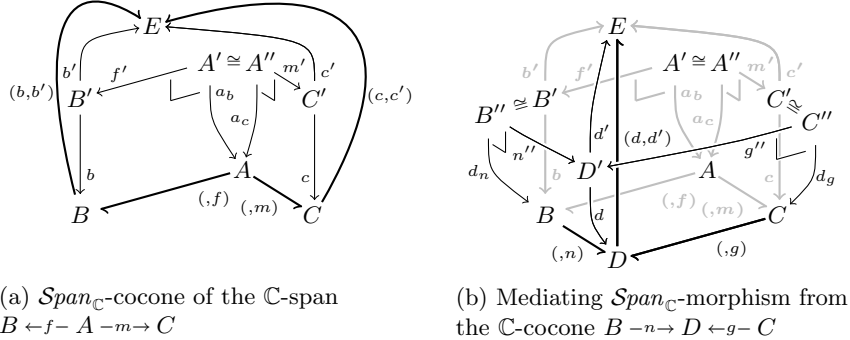 E E
A′ ≅ A″ A′ ≅ A″
b′ f′ m′ c′ b′ f′ m′ c′
(b,b′) B′ a_b C′ (c,c′) B″ ≅ B′ a_b C′ ≅ C″
a_c d′ (d,d′) a_c
b A c d_n n″ D′ b A g″ c d_g
(,f) (,m) (,f) (,m)
B C B d C
(,n) D (,g)
(a) Span_ℂ-cocone of the ℂ-span
B ←f– A –m→ C
(b) Mediating Span_ℂ-morphism from
the ℂ-cocone B –n→ D ←g– C